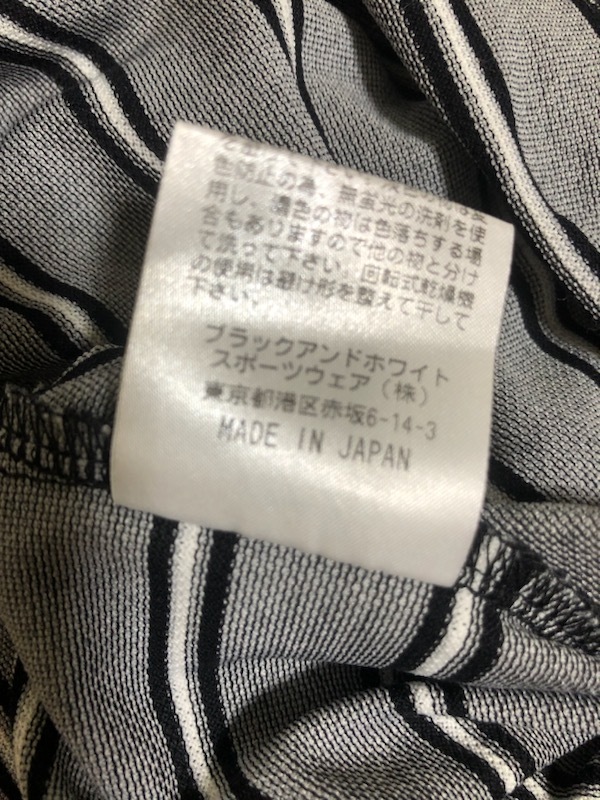 色防止の為、無蛍光の洗剤を使
用し、濃色の物は色落ちする場
合もありますので他の物と分け
て洗って下さい。回転式乾燥機
の使用は避け形を整えて干して
下さい。
ブラックアンドホワイト
スポーツウェア（株）
東京都港区赤坂6-14-3
MADE IN JAPAN